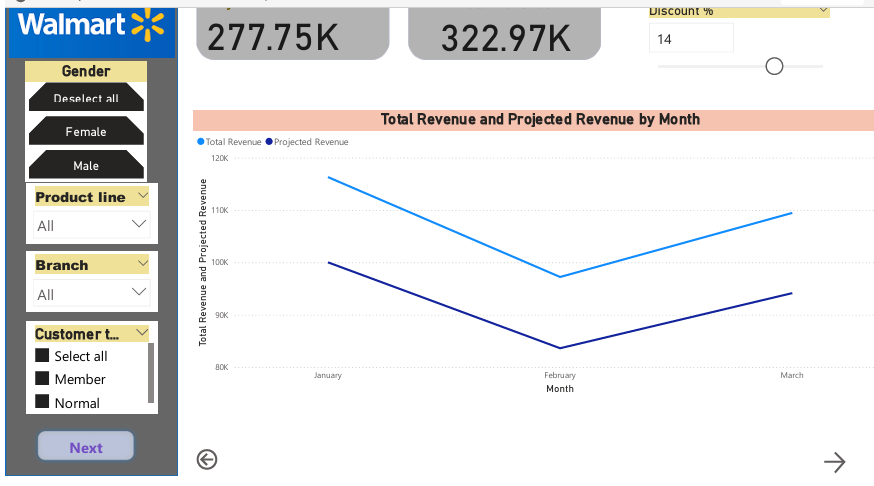 Walmart
277.75K
322.97K
Discount %
14
Gender
Deselect all
Female
Male
Product line
All
Branch
All
Customer t...
Select all
Member
Normal
Next
Total Revenue and Projected Revenue by Month
Total Revenue Projected Revenue
Total Revenue and Projected Revenue
120K
110K
100K
90K
80K
January February March
Month